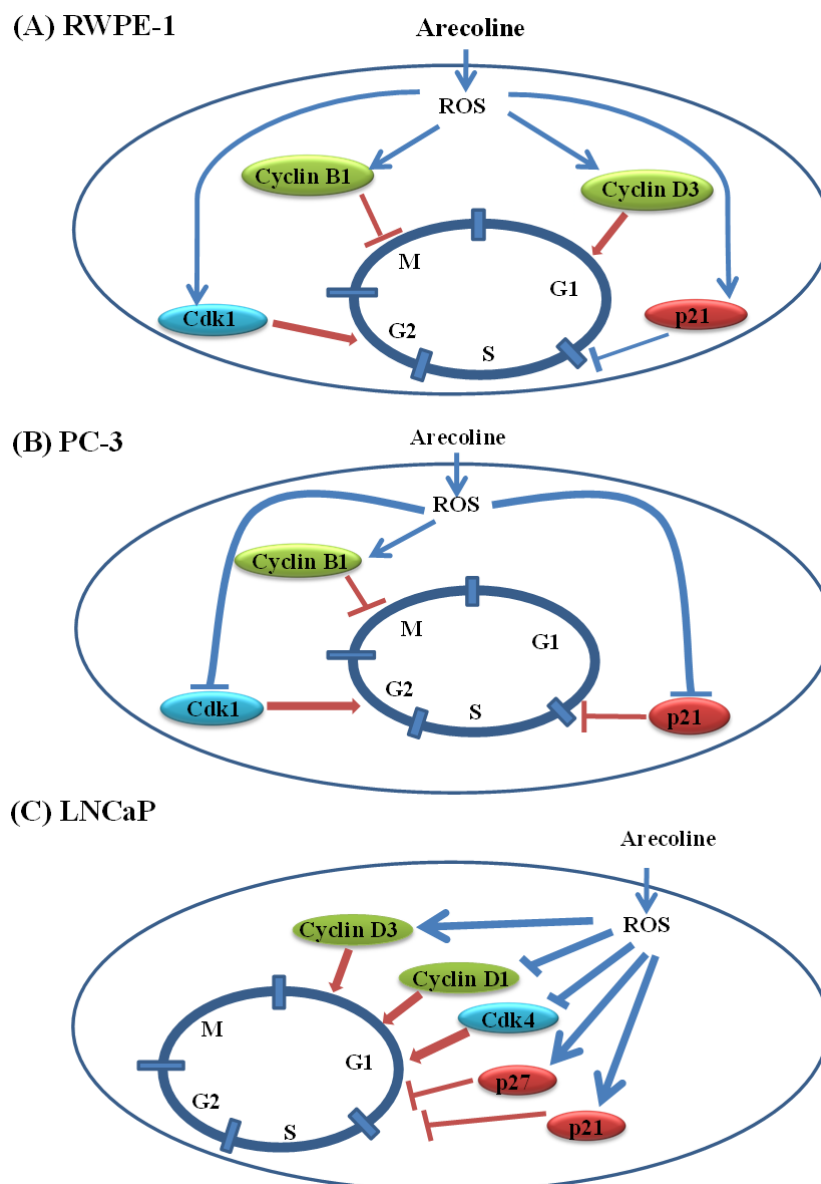 (A) RWPE-1
Arecoline
ROS
Cyclin B1
Cyclin D3
M
G1
Cdk1
p21
G2
S
(B) PC-3
Arecoline
ROS
Cyclin B1
M
G1
G2
Cdk1
S
p21
(C) LNCaP
Arecoline
ROS
Cyclin D3
Cyclin D1
Cdk4
M
G1
p27
G2
S
p21